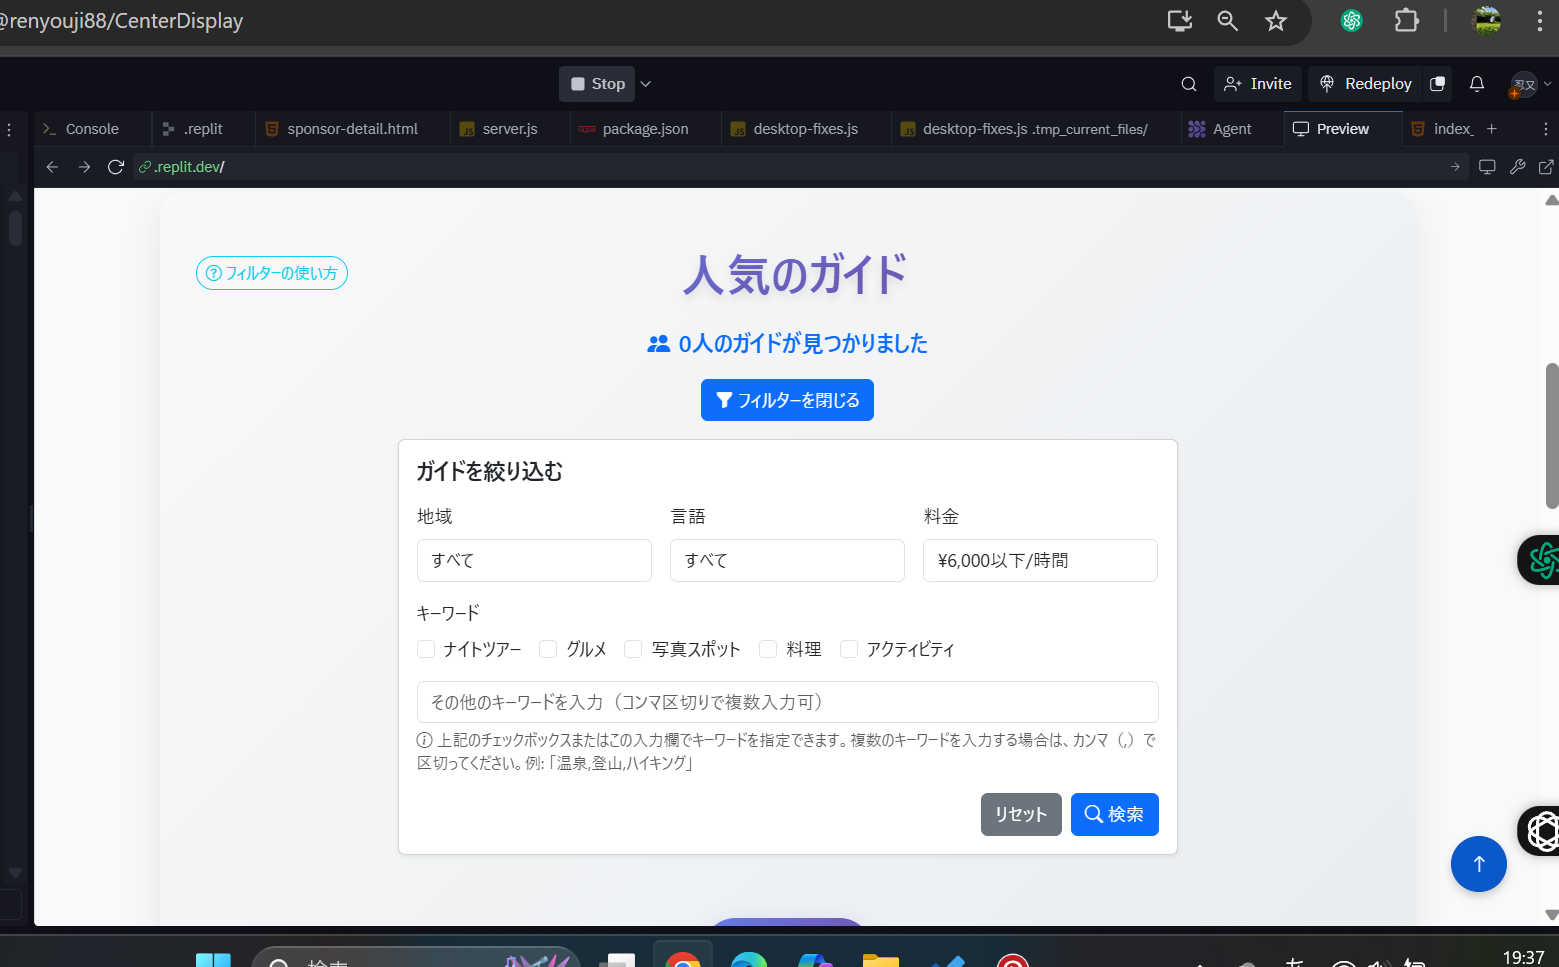 @renyouji88/CenterDisplay
Stop
Invite
Redeploy
忍又
Console
.replit
sponsor-detail.html
server.js
package.json
desktop-fixes.js
desktop-fixes.js .tmp_current_files/
Agent
Preview
index_
.replit.dev/
フィルターの使い方
人気のガイド
0人のガイドが見つかりました
フィルターを閉じる
ガイドを絞り込む
地域 言語 料金
すべて すべて ¥6,000以下/時間
キーワード
ナイトツアー グルメ 写真スポット 料理 アクティビティ
その他のキーワードを入力（コンマ区切りで複数入力可）
上記のチェックボックスまたはこの入力欄でキーワードを指定できます。複数のキーワードを入力する場合は、カンマ（,）で
区切ってください。例:「温泉,登山,ハイキング」
リセット 検索
検索
あ
19:37